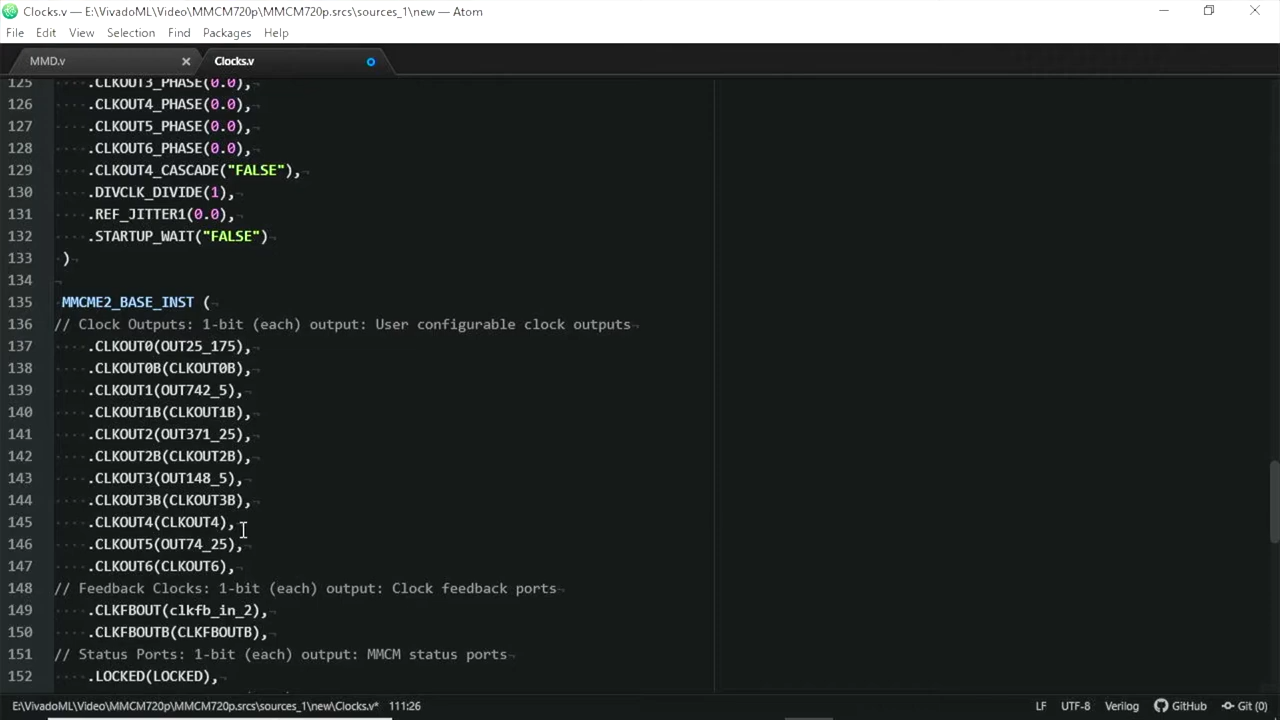 Clocks.v — E:\VivadoML\Video\MMCM720p\MMCM720p.srcs\sources_1\new — Atom
File Edit View Selection Find Packages Help
MMD.v Clocks.v
125 .CLKOUT3_PHASE(0.0),
126 .CLKOUT4_PHASE(0.0),
127 .CLKOUT5_PHASE(0.0),
128 .CLKOUT6_PHASE(0.0),
129 .CLKOUT4_CASCADE("FALSE"),
130 .DIVCLK_DIVIDE(1),
131 .REF_JITTER1(0.0),
132 .STARTUP_WAIT("FALSE")
133 )
134
135 MMCME2_BASE_INST (
136 // Clock Outputs: 1-bit (each) output: User configurable clock outputs
137 .CLKOUT0(OUT25_175),
138 .CLKOUT0B(CLKOUT0B),
139 .CLKOUT1(OUT742_5),
140 .CLKOUT1B(CLKOUT1B),
141 .CLKOUT2(OUT371_25),
142 .CLKOUT2B(CLKOUT2B),
143 .CLKOUT3(OUT148_5),
144 .CLKOUT3B(CLKOUT3B),
145 .CLKOUT4(CLKOUT4),
146 .CLKOUT5(OUT74_25),
147 .CLKOUT6(CLKOUT6),
148 // Feedback Clocks: 1-bit (each) output: Clock feedback ports
149 .CLKFBOUT(clkfb_in_2),
150 .CLKFBOUTB(CLKFBOUTB),
151 // Status Ports: 1-bit (each) output: MMCM status ports
152 .LOCKED(LOCKED),
E:\VivadoML\Video\MMCM720p\MMCM720p.srcs\sources_1\new\Clocks.v* 111:26 LF UTF-8 Verilog GitHub Git (0)